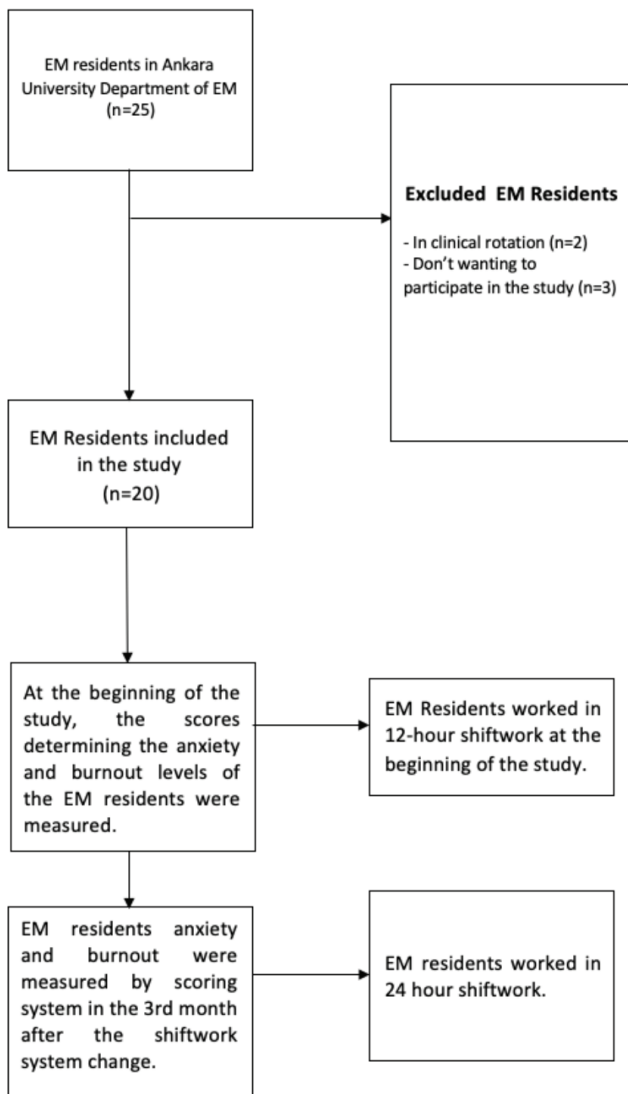 EM residents in Ankara
University Department of EM
(n=25)
Excluded EM Residents
- In clinical rotation (n=2)
- Don't wanting to
participate in the study (n=3)
EM Residents included
in the study
(n=20)
At the beginning of the
study, the scores
determining the anxiety
and burnout levels of
the EM residents were
measured.
EM Residents worked in
12-hour shiftwork at the
beginning of the study.
EM residents anxiety
and burnout were
measured by scoring
system in the 3rd month
after the shiftwork
system change.
EM residents worked in
24 hour shiftwork.